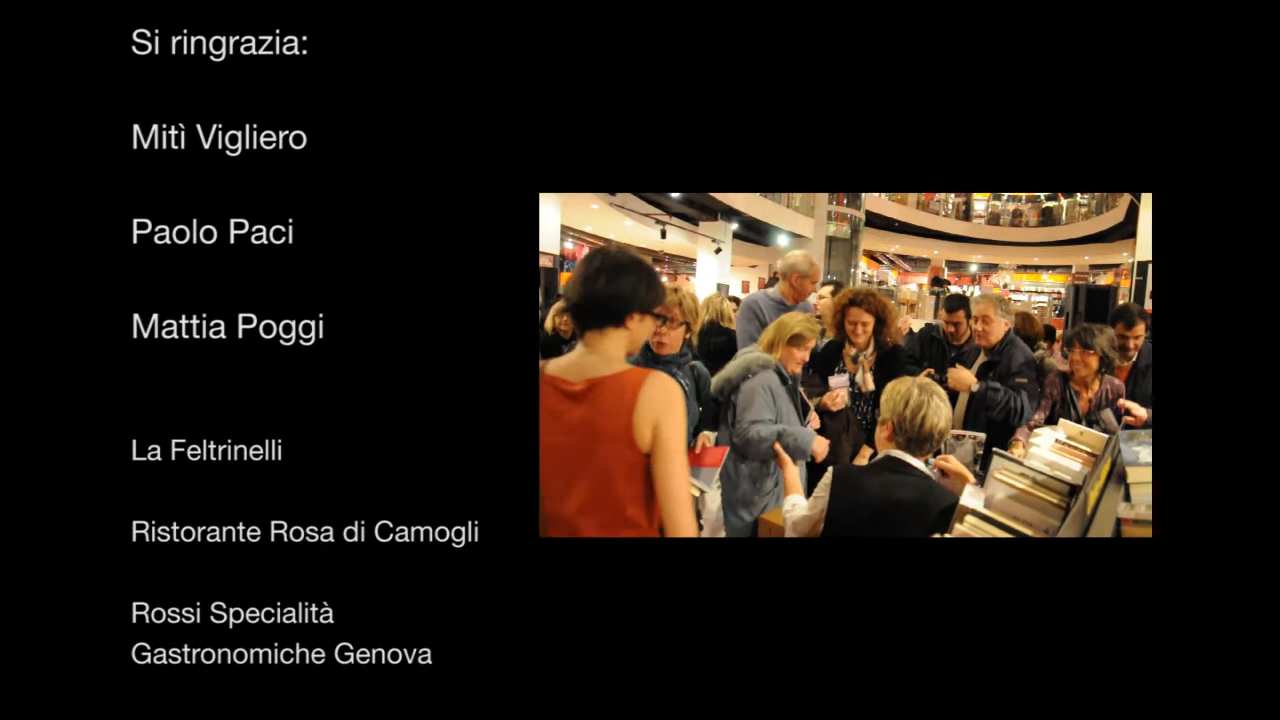 Si ringrazia:
Mitì Vigliero
Paolo Paci
Mattia Poggi
La Feltrinelli
Ristorante Rosa di Camogli
Rossi Specialità
Gastronomiche Genova